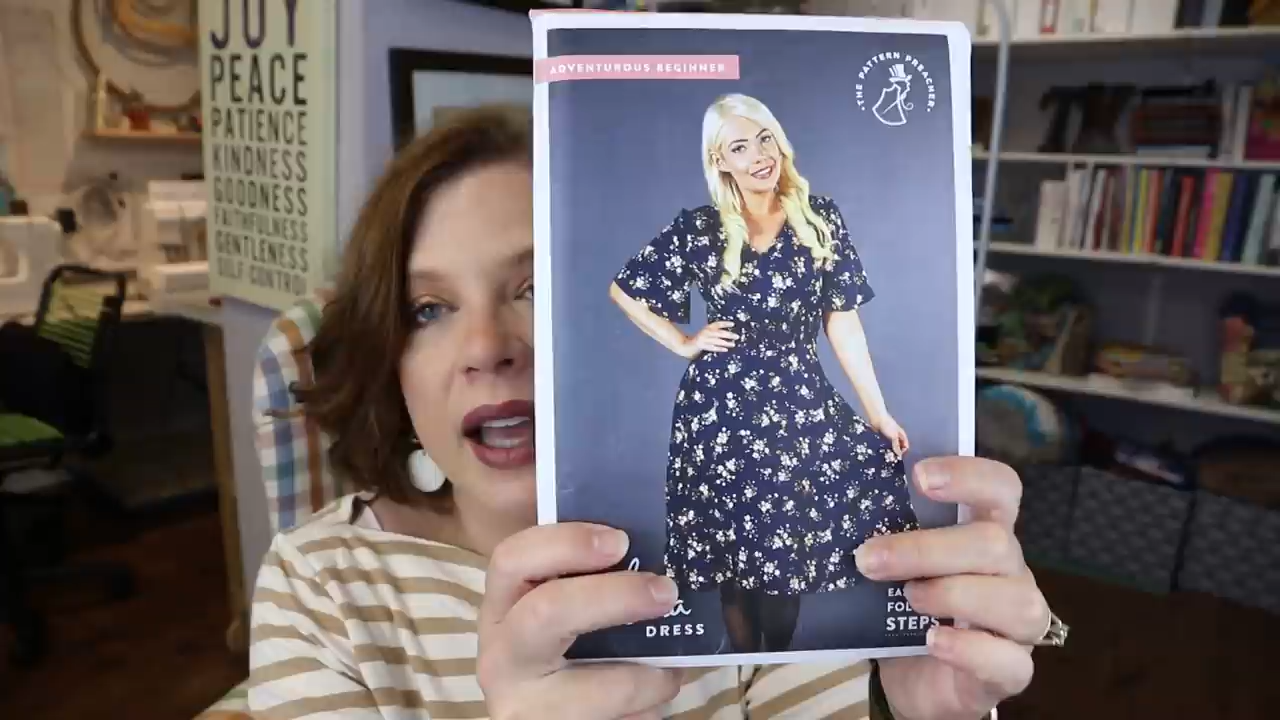 JOY
PEACE
PATIENCE
KINDNESS
GOODNESS
FAITHFULNESS
GENTLENESS
SELF CONTROL
ADVENTUROUS BEGINNER
THE PATTERN PREACHER
DRESS
STEPS